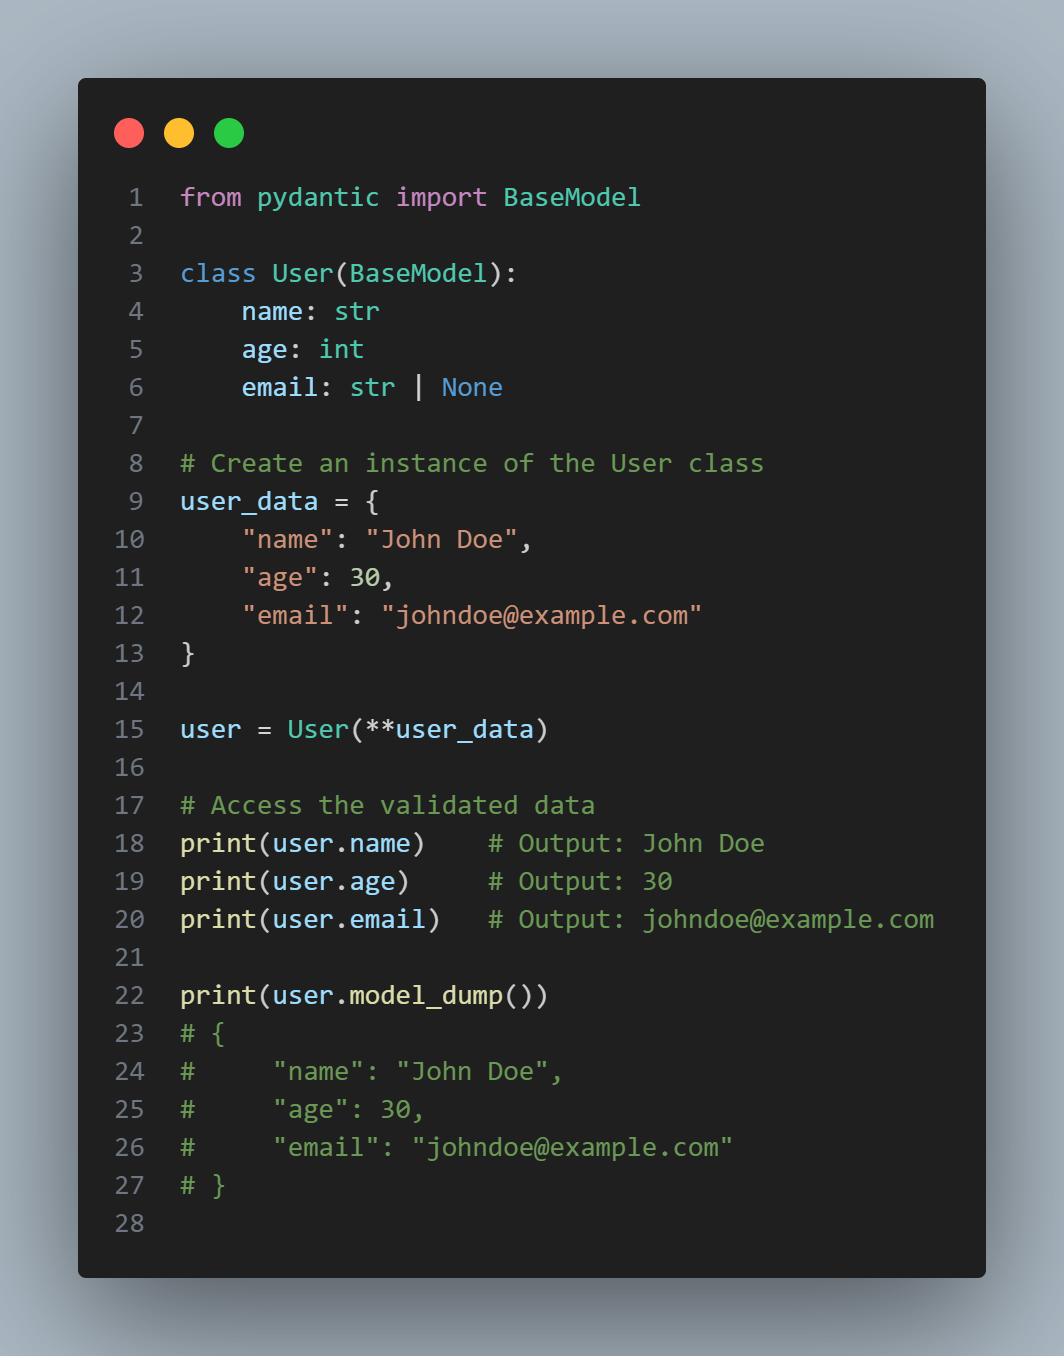 1 from pydantic import BaseModel
2
3 class User(BaseModel):
4     name: str
5     age: int
6     email: str | None
7
8 # Create an instance of the User class
9 user_data = {
10     "name": "John Doe",
11     "age": 30,
12     "email": "johndoe@example.com"
13 }
14
15 user = User(**user_data)
16
17 # Access the validated data
18 print(user.name)    # Output: John Doe
19 print(user.age)     # Output: 30
20 print(user.email)   # Output: johndoe@example.com
21
22 print(user.model_dump())
23 # {
24 #     "name": "John Doe",
25 #     "age": 30,
26 #     "email": "johndoe@example.com"
27 # }
28